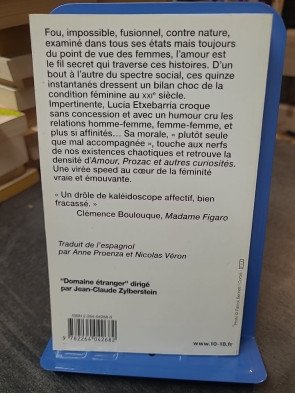 Fou, impossible, fusionnel, contre nature,
examiné dans tous ses états mais toujours
du point de vue des femmes, l'amour est
le fil secret qui traverse ces histoires. D'un
bout à l'autre du spectre social, ces quinze
instantanés dressent un bilan choc de la
condition féminine au XXIᵉ siècle.
Impertinente, Lucía Etxebarria croque
sans concession et avec un humour cru les
relations homme-femme, femme-femme, et
plus si affinités... Sa morale, « plutôt seule
que mal accompagnée », touche aux nerfs
de nos existences chaotiques et retrouve la
densité d'Amour, Prozac et autres curiosités.
Une virée speed au cœur de la féminité
vraie et émouvante.
« Un drôle de kaléidoscope affectif, bien
fracassé. »
Clémence Boulouque, Madame Figaro
Traduit de l'espagnol
par Anne Proenza et Nicolas Véron
"Domaine étranger" dirigé
par Jean-Claude Zylberstein
9 782264 042682
www.10-18.fr